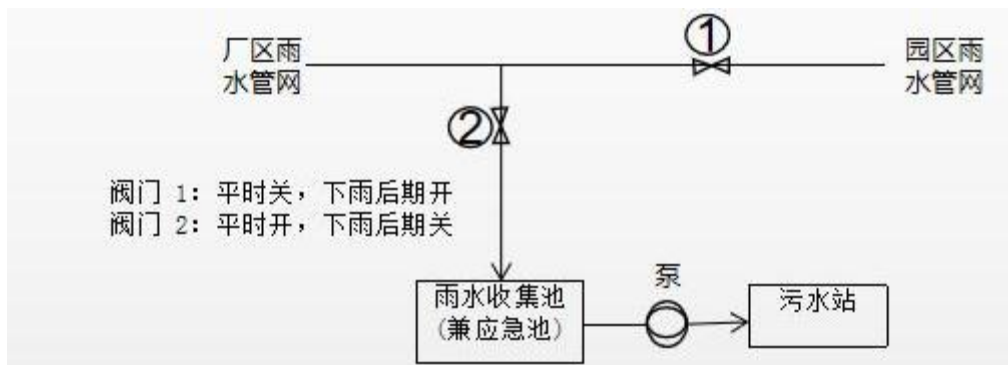 ①
厂区雨
水管网
园区雨
水管网
②
阀门 1：平时关，下雨后期开
阀门 2：平时开，下雨后期关
泵
雨水收集池
(兼应急池)
污水站